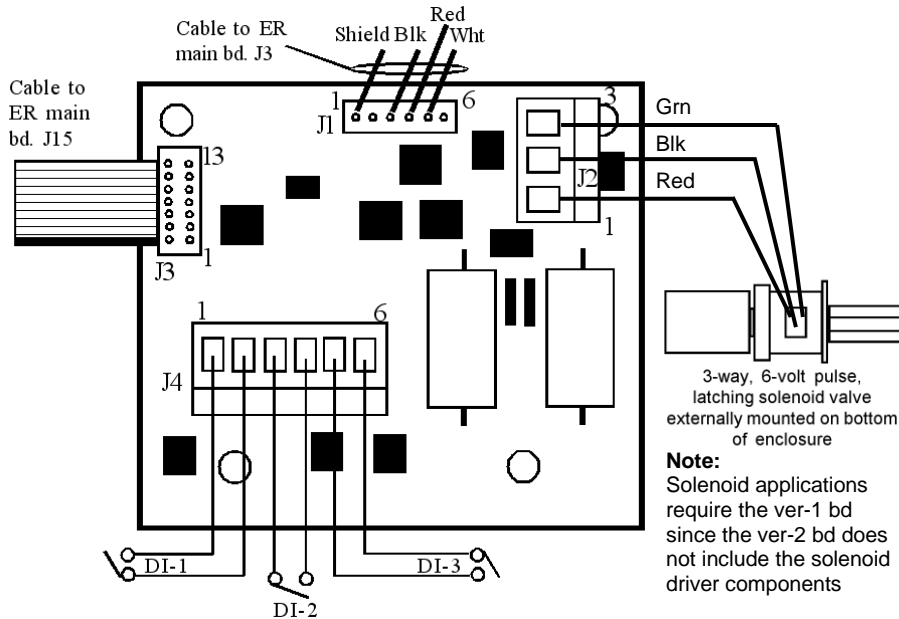 Cable to ER
main bd. J3
Shield Blk
Red
Wht
Cable to
ER main
bd. J15
1
6
J1
3
J2
1
Grn
Blk
Red
13
1
J3
1
6
J4
3-way, 6-volt pulse,
latching solenoid valve
externally mounted on bottom
of enclosure
Note:
Solenoid applications
require the ver-1 bd
since the ver-2 bd does
not include the solenoid
driver components
DI-1
DI-2
DI-3